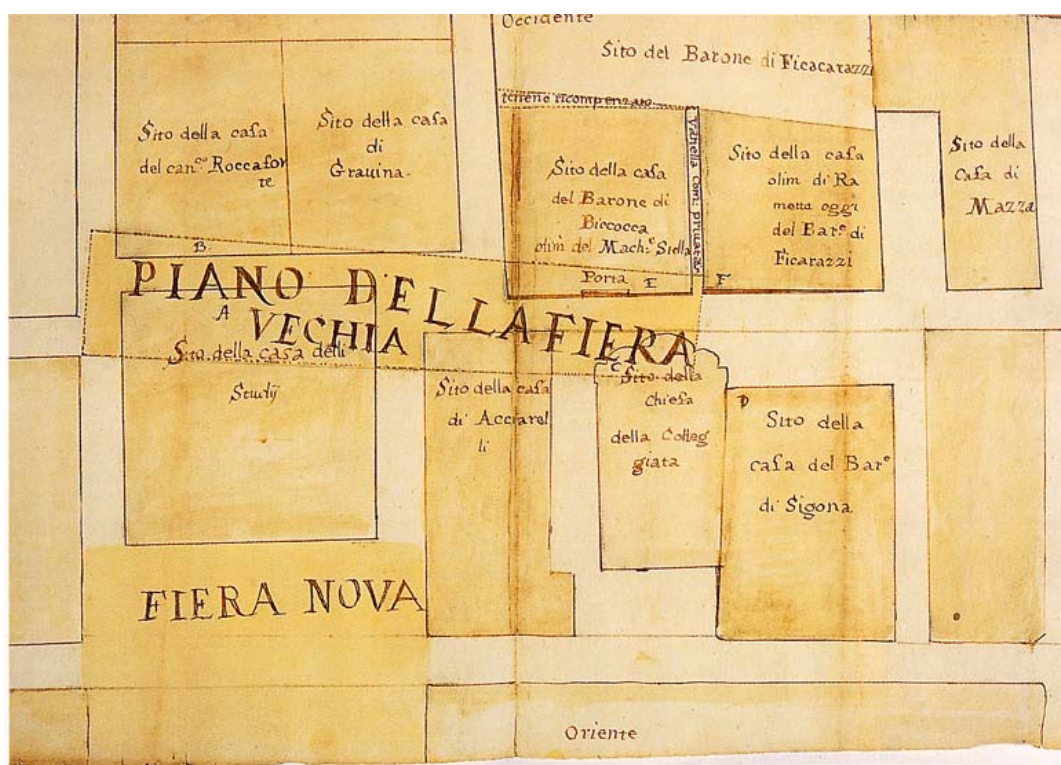 Occidente
Sito del Barone di Ficacarazzi
terreno ricompenzato
Sito della casa
del can.co Roccafor
te
Sito della casa
di
Gravina
Sito della casa
del Barone di
Biccocca
olim del Mach.e Stella
Porta E
Vanella com: privata
Sito della casa
olim di Ra
metta oggi
del Bar.e di
Ficarazzi
F
Sito della
Casa di
Mazza
B
PIANO DELLA FIERA
A
VECHIA
Sito della casa delli
Studij
Sito della casa
di Acciarel
li
C
Sito della
Chiesa
della Colleg
giata
D
Sito della
casa del Bar.e
di Sigona
FIERA NOVA
Oriente